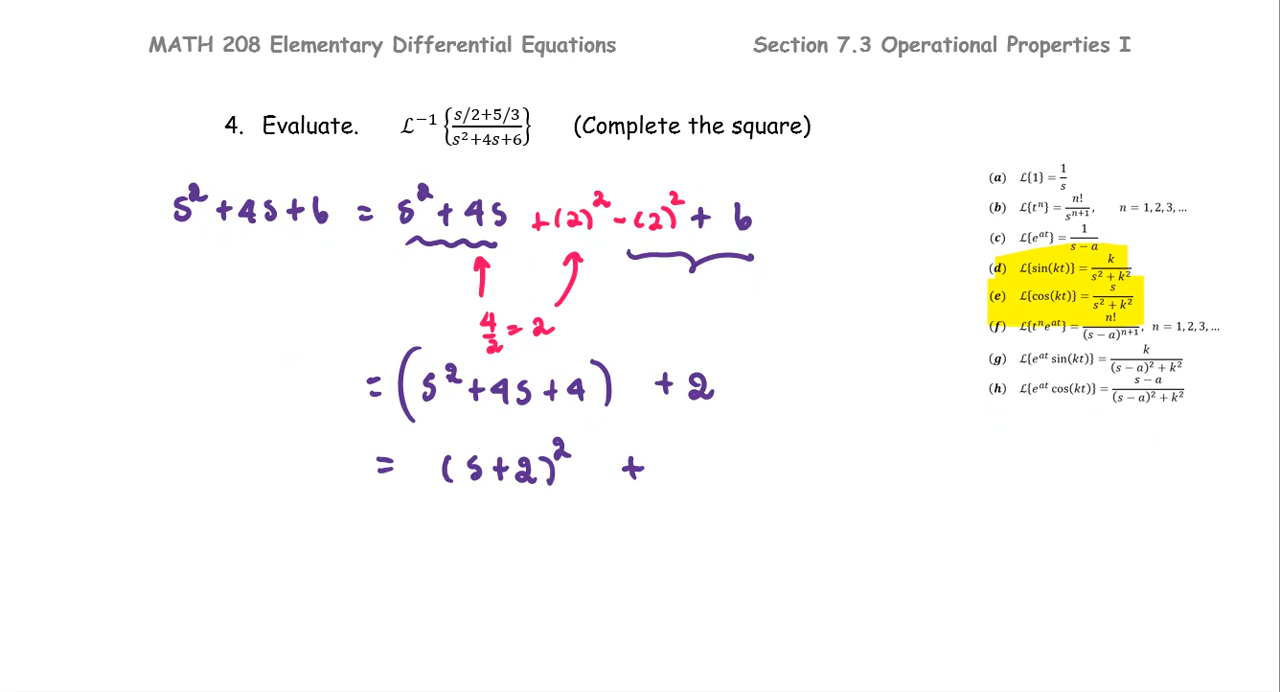 MATH 208 Elementary Differential Equations
Section 7.3 Operational Properties I
4. Evaluate. ℒ⁻¹{(s/2+5/3)/(s²+4s+6)} (Complete the square)
s² + 4s + 6 = s² + 4s + (2)² - (2)² + 6
4/2 = 2
= (s² + 4s + 4) + 2
= (s + 2)² +
(a) ℒ{1} = 1/s
(b) ℒ{tⁿ} = n!/sⁿ⁺¹, n = 1, 2, 3, …
(c) ℒ{eᵃᵗ} = 1/(s − a)
(d) ℒ{sin(kt)} = k/(s² + k²)
(e) ℒ{cos(kt)} = s/(s² + k²)
(f) ℒ{tⁿeᵃᵗ} = n!/(s − a)ⁿ⁺¹, n = 1, 2, 3, …
(g) ℒ{eᵃᵗ sin(kt)} = k/((s − a)² + k²)
(h) ℒ{eᵃᵗ cos(kt)} = (s − a)/((s − a)² + k²)